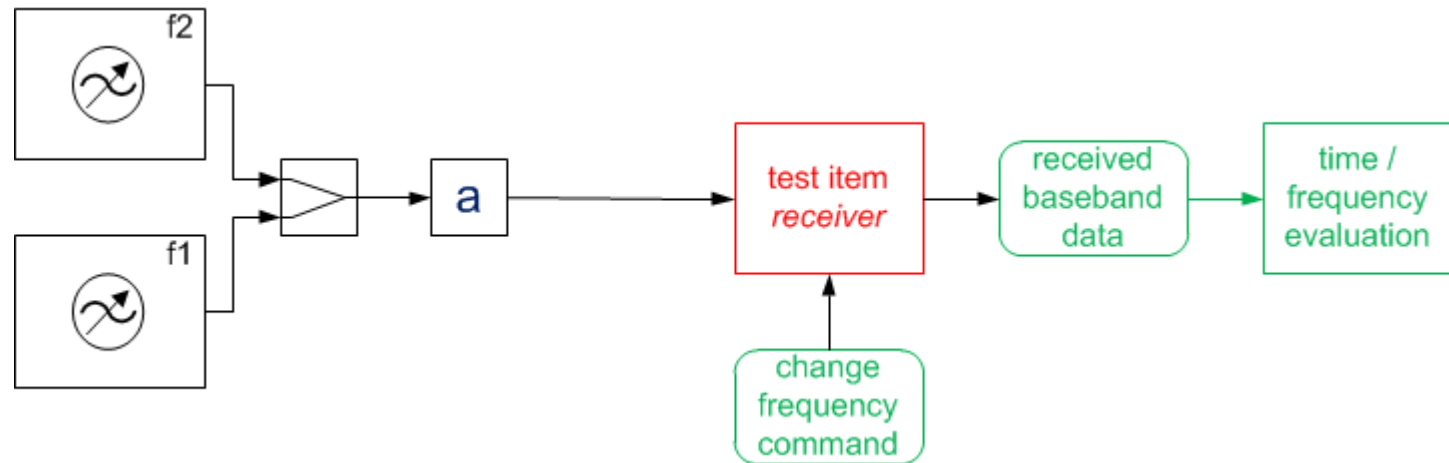 f2
f1
a
test item
receiver
received
baseband
data
time /
frequency
evaluation
change
frequency
command